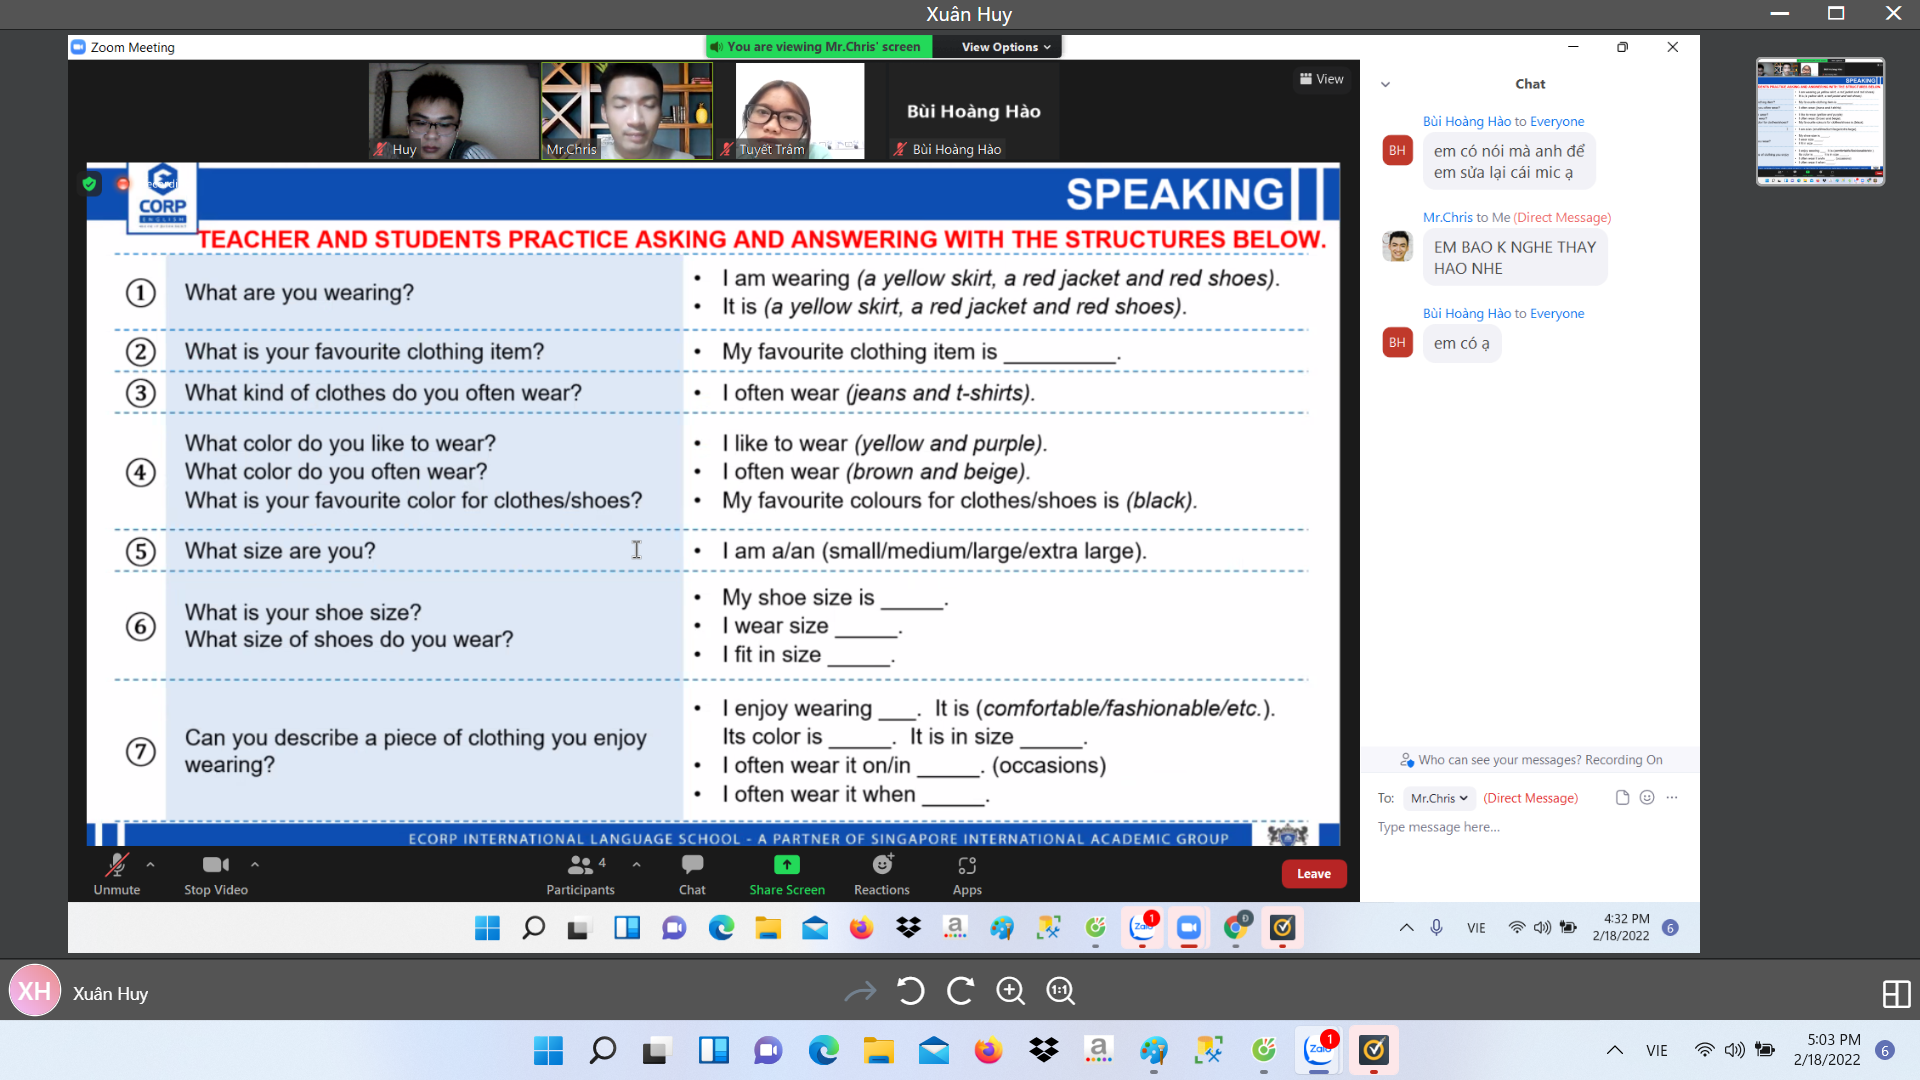 Xuân Huy
Zoom Meeting
You are viewing Mr.Chris' screen
View Options
View
Huy
Mr.Chris
Tuyết Trâm
Bùi Hoàng Hào
Bùi Hoàng Hào
CORP
ENGLISH
SPEAKING
TEACHER AND STUDENTS PRACTICE ASKING AND ANSWERING WITH THE STRUCTURES BELOW.
1 What are you wearing?
• I am wearing (a yellow skirt, a red jacket and red shoes).
• It is (a yellow skirt, a red jacket and red shoes).
2 What is your favourite clothing item?
• My favourite clothing item is _________.
3 What kind of clothes do you often wear?
• I often wear (jeans and t-shirts).
4
What color do you like to wear?
What color do you often wear?
What is your favourite color for clothes/shoes?
• I like to wear (yellow and purple).
• I often wear (brown and beige).
• My favourite colours for clothes/shoes is (black).
5 What size are you?
• I am a/an (small/medium/large/extra large).
6
What is your shoe size?
What size of shoes do you wear?
• My shoe size is _____.
• I wear size _____.
• I fit in size _____.
7
Can you describe a piece of clothing you enjoy
wearing?
• I enjoy wearing ___. It is (comfortable/fashionable/etc.).
Its color is _____. It is in size _____.
• I often wear it on/in _____. (occasions)
• I often wear it when _____.
ECORP INTERNATIONAL LANGUAGE SCHOOL - A PARTNER OF SINGAPORE INTERNATIONAL ACADEMIC GROUP
Unmute
Stop Video
4
Participants
Chat
Share Screen
Reactions
Apps
Leave
Chat
Bùi Hoàng Hào to Everyone
BH
em có nói mà anh để
em sửa lại cái mic ạ
Mr.Chris to Me (Direct Message)
EM BAO K NGHE THAY
HAO NHE
Bùi Hoàng Hào to Everyone
BH
em có ạ
Who can see your messages? Recording On
To: Mr.Chris (Direct Message)
Type message here...
a
Zalo
1
Đ
VIE
4:32 PM
2/18/2022
6
XH
Xuân Huy
1:1
a
Zalo
1
VIE
5:03 PM
2/18/2022
6